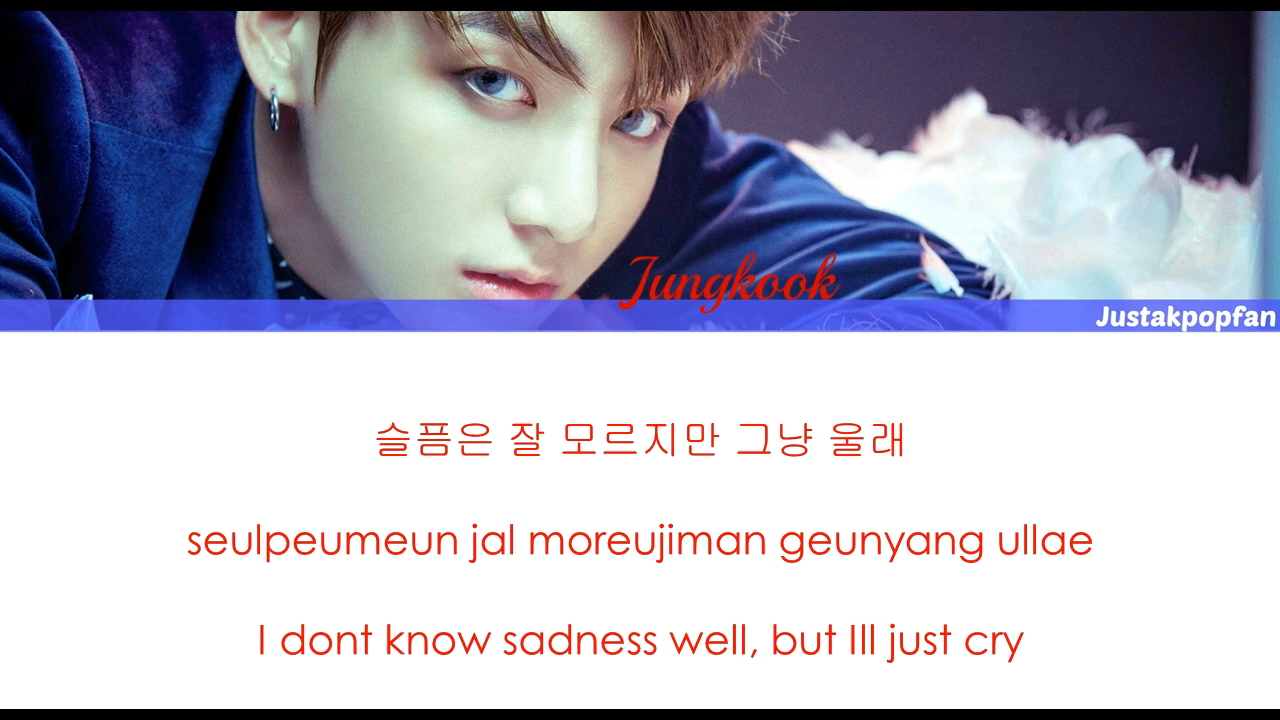 Jungkook
Justakpopfan
슬픔은 잘 모르지만 그냥 울래
seulpeumeun jal moreujiman geunyang ullae
I dont know sadness well, but Ill just cry